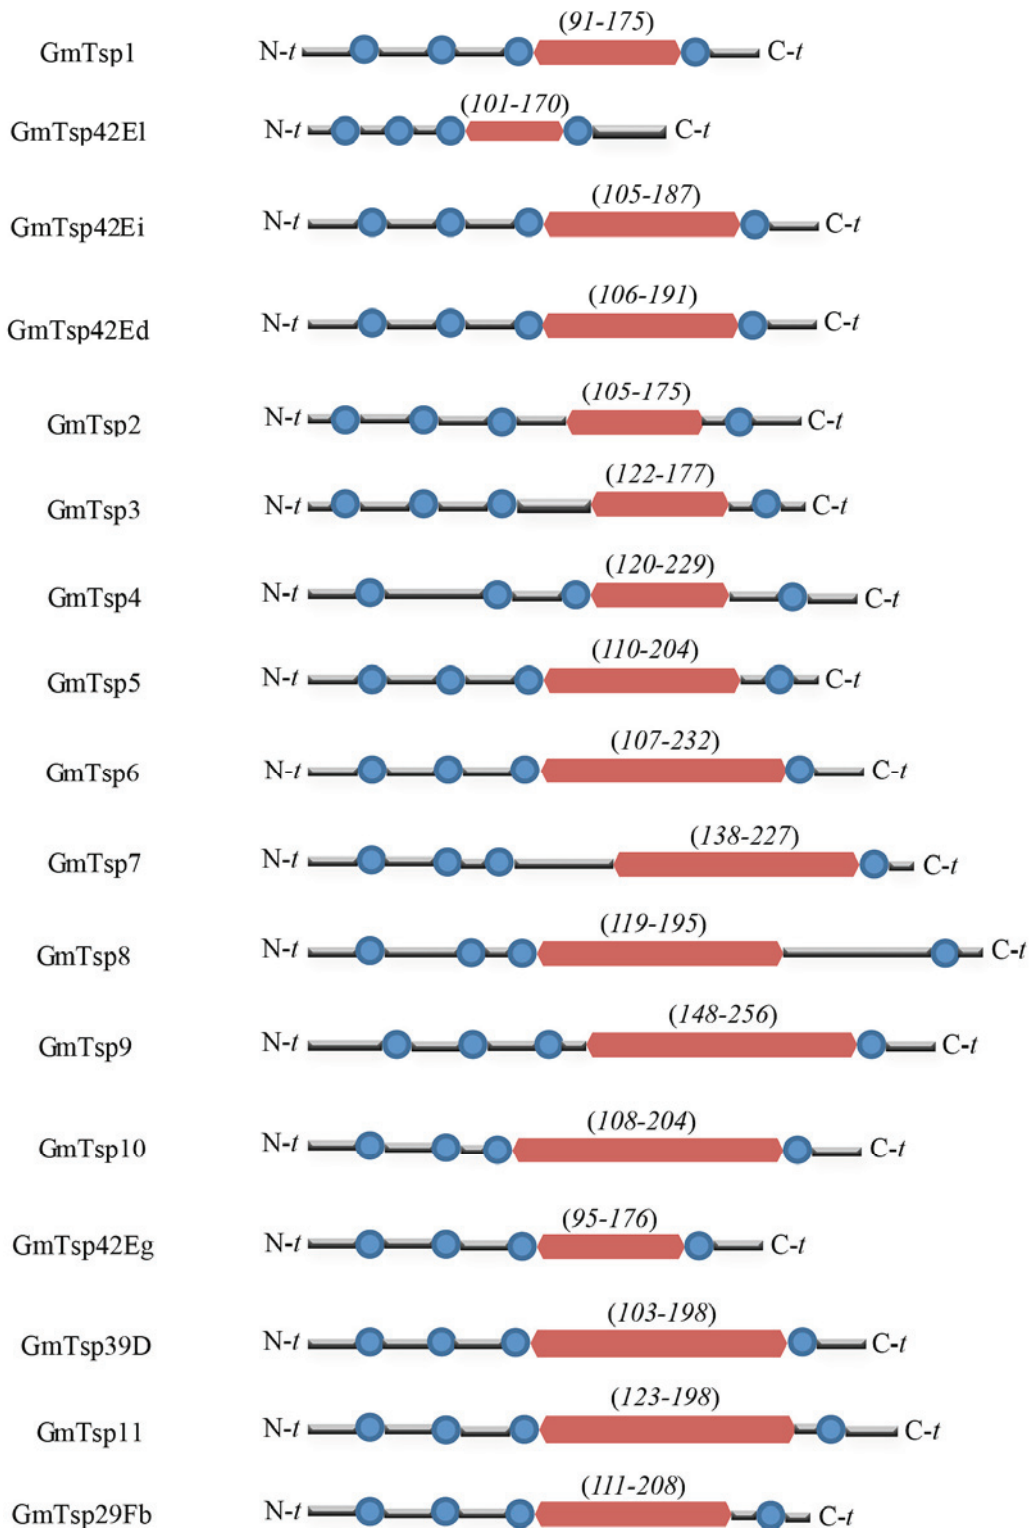 (91-175)
GmTsp1 N-t C-t
(101-170)
GmTsp42El N-t C-t
(105-187)
GmTsp42Ei N-t C-t
(106-191)
GmTsp42Ed N-t C-t
(105-175)
GmTsp2 N-t C-t
(122-177)
GmTsp3 N-t C-t
(120-229)
GmTsp4 N-t C-t
(110-204)
GmTsp5 N-t C-t
(107-232)
GmTsp6 N-t C-t
(138-227)
GmTsp7 N-t C-t
(119-195)
GmTsp8 N-t C-t
(148-256)
GmTsp9 N-t C-t
(108-204)
GmTsp10 N-t C-t
(95-176)
GmTsp42Eg N-t C-t
(103-198)
GmTsp39D N-t C-t
(123-198)
GmTsp11 N-t C-t
(111-208)
GmTsp29Fb N-t C-t